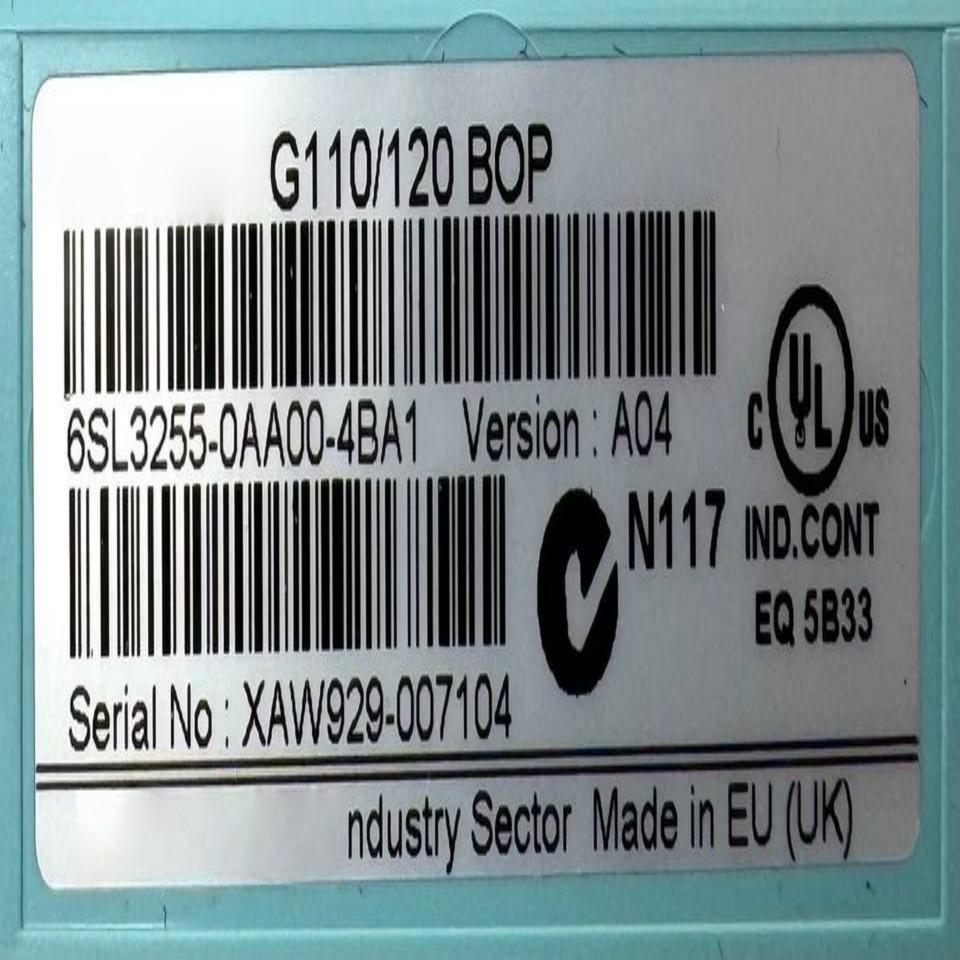 G110/120 BOP
6SL3255-0AA00-4BA1 Version : A04
C UL US
N117
IND.CONT
EQ 5B33
Serial No : XAW929-007104
ndustry Sector Made in EU (UK)